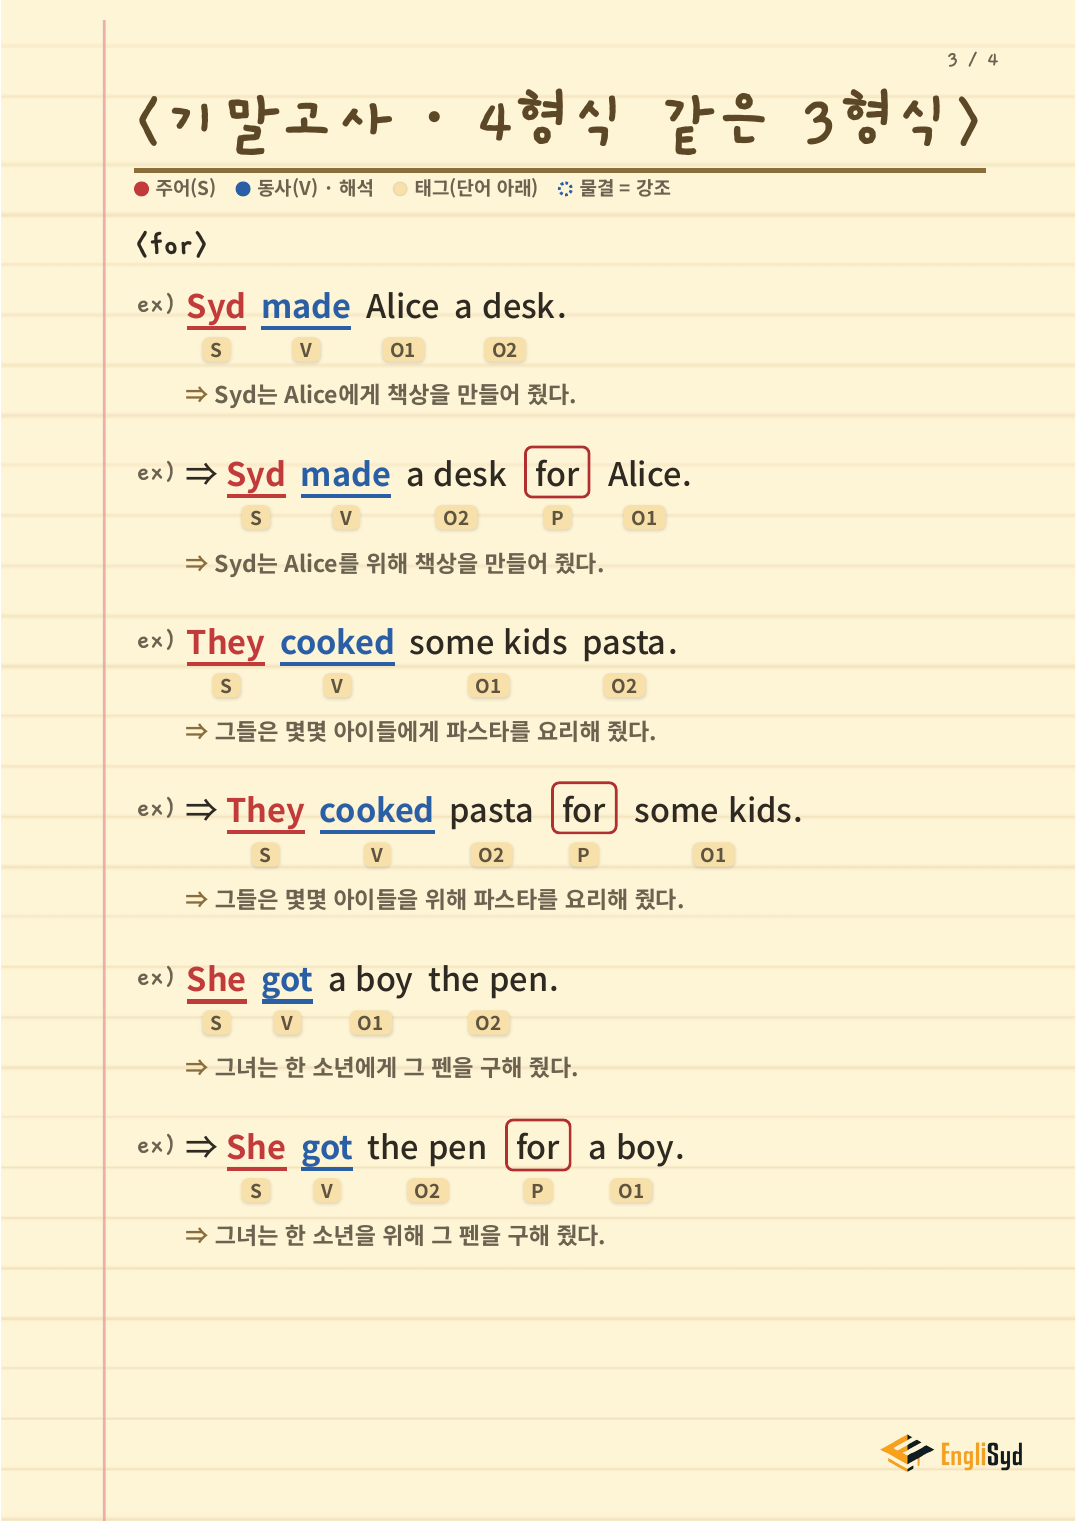 3 / 4
〈기말고사 · 4형식 같은 3형식〉
주어(S) 동사(V) · 해석 태그(단어 아래) 물결 = 강조
〈for〉
ex) Syd made Alice a desk.
S V O1 O2
⇒ Syd는 Alice에게 책상을 만들어 줬다.
ex) ⇒ Syd made a desk for Alice.
S V O2 P O1
⇒ Syd는 Alice를 위해 책상을 만들어 줬다.
ex) They cooked some kids pasta.
S V O1 O2
⇒ 그들은 몇몇 아이들에게 파스타를 요리해 줬다.
ex) ⇒ They cooked pasta for some kids.
S V O2 P O1
⇒ 그들은 몇몇 아이들을 위해 파스타를 요리해 줬다.
ex) She got a boy the pen.
S V O1 O2
⇒ 그녀는 한 소년에게 그 펜을 구해 줬다.
ex) ⇒ She got the pen for a boy.
S V O2 P O1
⇒ 그녀는 한 소년을 위해 그 펜을 구해 줬다.
EngliSyd